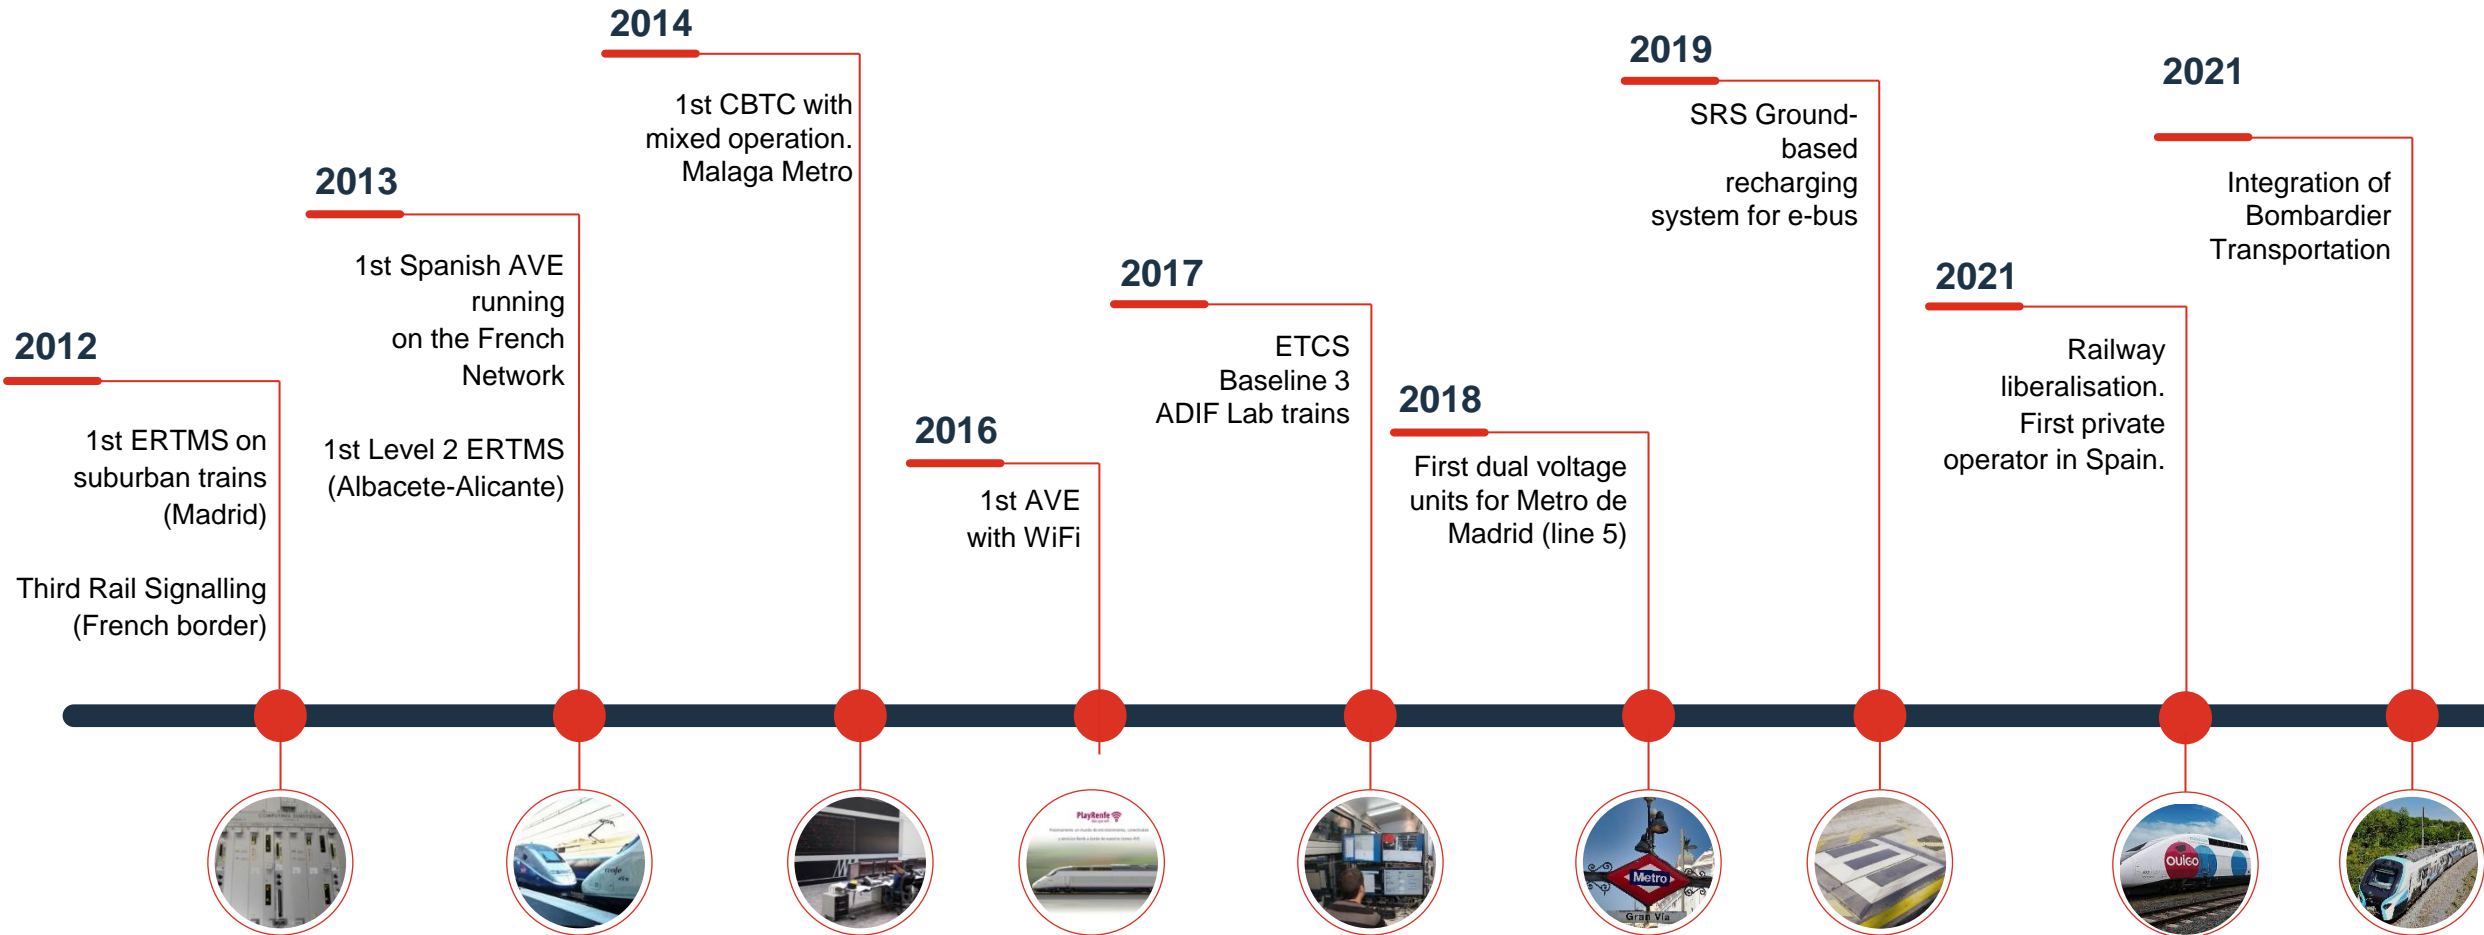 2012
1st ERTMS on
suburban trains
(Madrid)
Third Rail Signalling
(French border)
2013
1st Spanish AVE
running
on the French
Network
1st Level 2 ERTMS
(Albacete-Alicante)
2014
1st CBTC with
mixed operation.
Malaga Metro
2016
1st AVE
with WiFi
2017
ETCS
Baseline 3
ADIF Lab trains
2018
First dual voltage
units for Metro de
Madrid (line 5)
2019
SRS Ground-
based
recharging
system for e-bus
2021
Railway
liberalisation.
First private
operator in Spain.
2021
Integration of
Bombardier
Transportation
COMPUTING SUBSYSTEM
renfe
PlayRenfe
Metro
Gran Vía
OUIGO